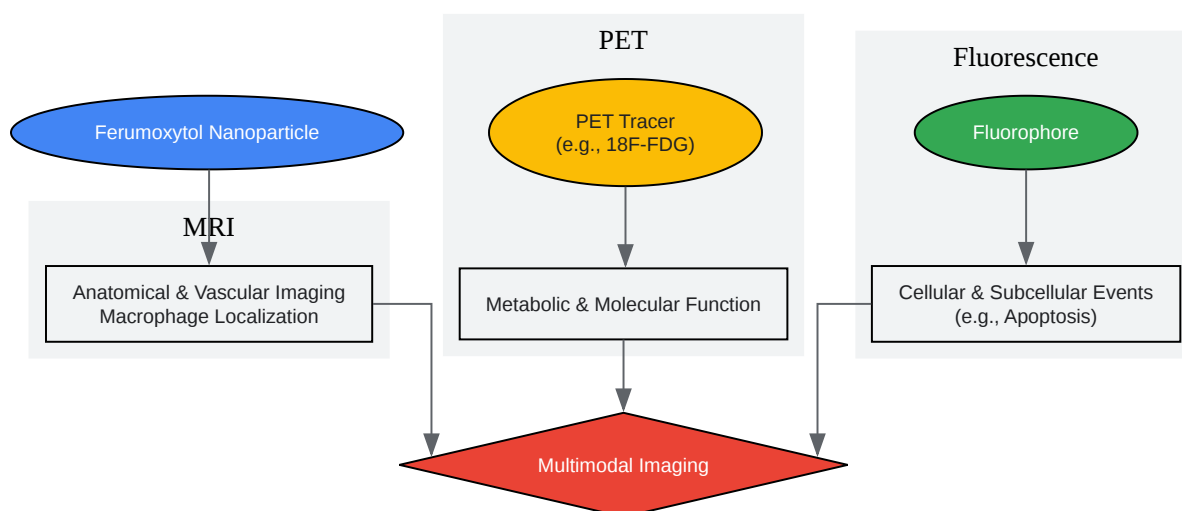 PET
Fluorescence
Ferumoxytol Nanoparticle
PET Tracer
(e.g., 18F-FDG)
Fluorophore
MRI
Anatomical & Vascular Imaging
Macrophage Localization
Metabolic & Molecular Function
Cellular & Subcellular Events
(e.g., Apoptosis)
Multimodal Imaging